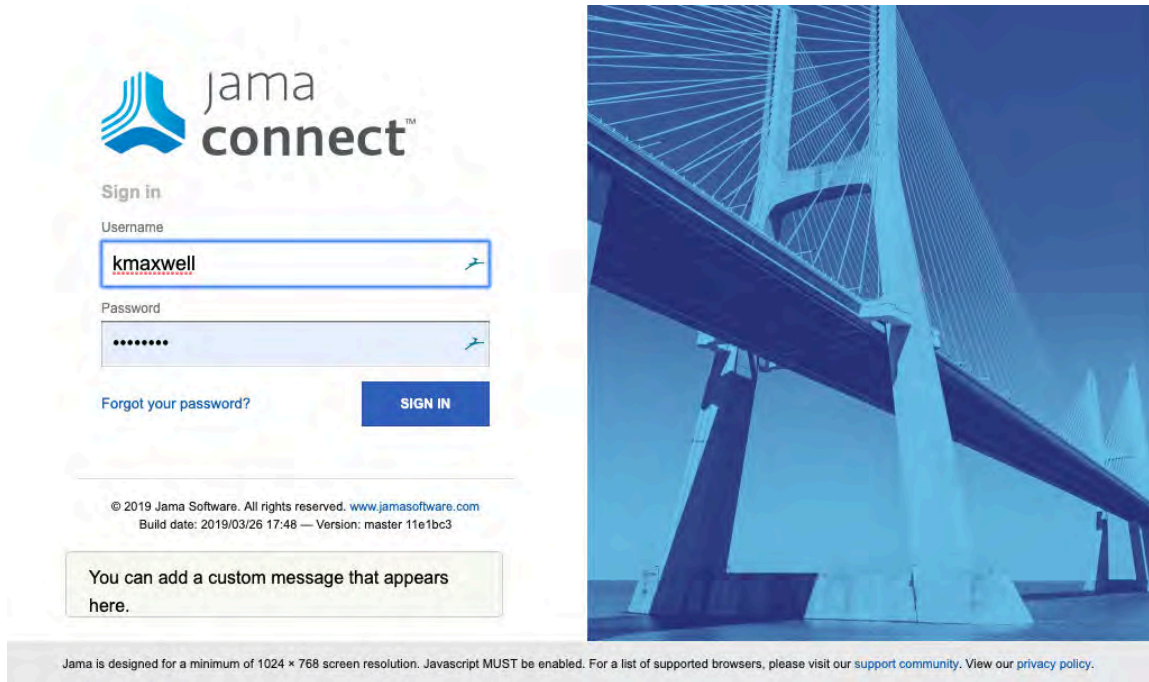 jama
connect™
Sign in
Username
kmaxwell
Password
••••••••
Forgot your password?
SIGN IN
© 2019 Jama Software. All rights reserved. www.jamasoftware.com
Build date: 2019/03/26 17:48 — Version: master 11e1bc3
You can add a custom message that appears
here.
Jama is designed for a minimum of 1024 × 768 screen resolution. Javascript MUST be enabled. For a list of supported browsers, please visit our support community. View our privacy policy.